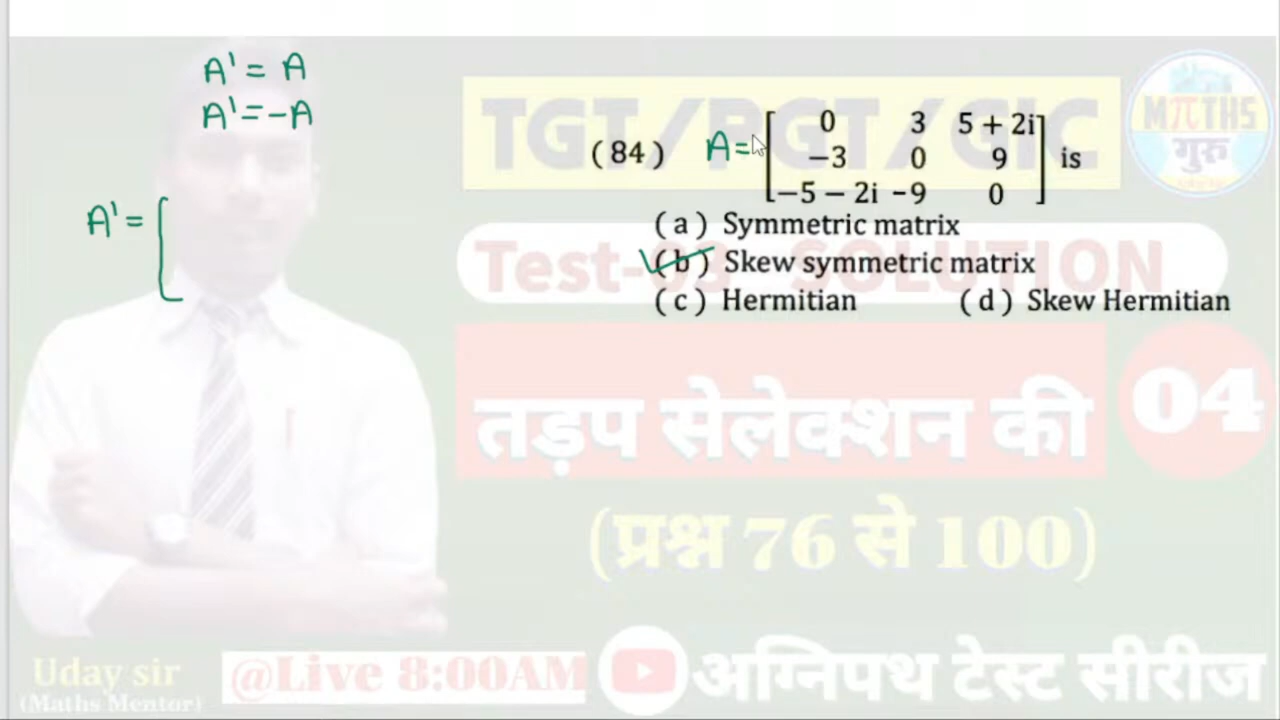 A' = A
A' = -A
TGT/PGT/GIC
MπTHS
गुरु
(84) A = [ 0 3 5 + 2i
−3 0 9
−5 − 2i −9 0 ] is
A' = [
(a) Symmetric matrix
Test-03 SOLUTION
(b) Skew symmetric matrix
(c) Hermitian (d) Skew Hermitian
तड़प सेलेक्शन की
04
(प्रश्न 76 से 100)
Uday sir
(Maths Mentor)
@Live 8:00AM
अग्निपथ टेस्ट सीरीज